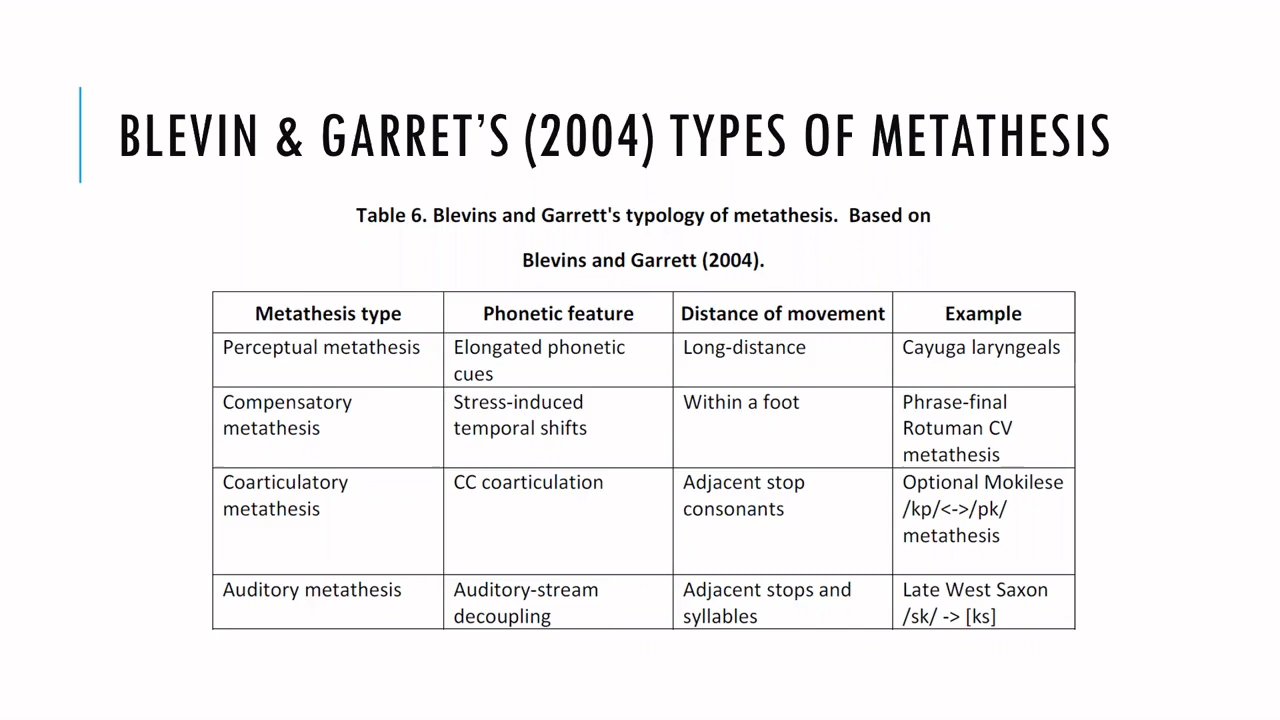 BLEVIN & GARRET’S (2004) TYPES OF METATHESIS
Table 6. Blevins and Garrett's typology of metathesis.  Based on
Blevins and Garrett (2004).
Metathesis type
Phonetic feature
Distance of movement
Example
Perceptual metathesis
Elongated phonetic
cues
Long-distance
Cayuga laryngeals
Compensatory
metathesis
Stress-induced
temporal shifts
Within a foot
Phrase-final
Rotuman CV
metathesis
Coarticulatory
metathesis
CC coarticulation
Adjacent stop
consonants
Optional Mokilese
/kp/<->/pk/
metathesis
Auditory metathesis
Auditory-stream
decoupling
Adjacent stops and
syllables
Late West Saxon
/sk/ -> [ks]